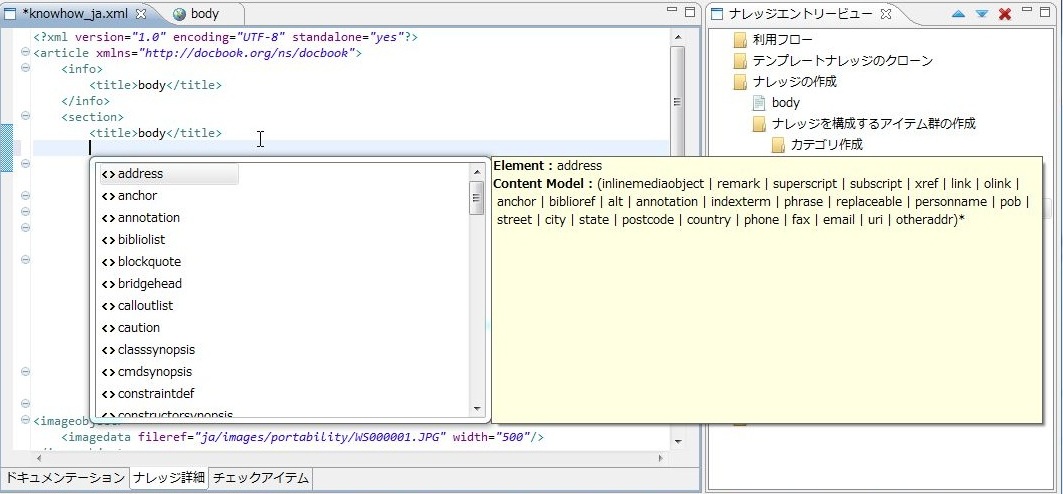 *knowhow_ja.xml
body
<?xml version="1.0" encoding="UTF-8" standalone="yes"?>
<article xmlns="http://docbook.org/ns/docbook">
<info>
<title>body</title>
</info>
<section>
<title>body</title>
address
anchor
annotation
bibliolist
blockquote
bridgehead
calloutlist
caution
classsynopsis
cmdsynopsis
constraintdef
constructorsynopsis
Element : address
Content Model : (inlinemediaobject | remark | superscript | subscript | xref | link | olink |
anchor | biblioref | alt | annotation | indexterm | phrase | replaceable | personname | pob |
street | city | state | postcode | country | phone | fax | email | uri | otheraddr)*
<imageobject>
<imagedata fileref="ja/images/portability/WS000001.JPG" width="500"/>
ドキュメンテーション ナレッジ詳細 チェックアイテム
ナレッジエントリービュー
利用フロー
テンプレートナレッジのクローン
ナレッジの作成
body
ナレッジを構成するアイテム群の作成
カテゴリ作成